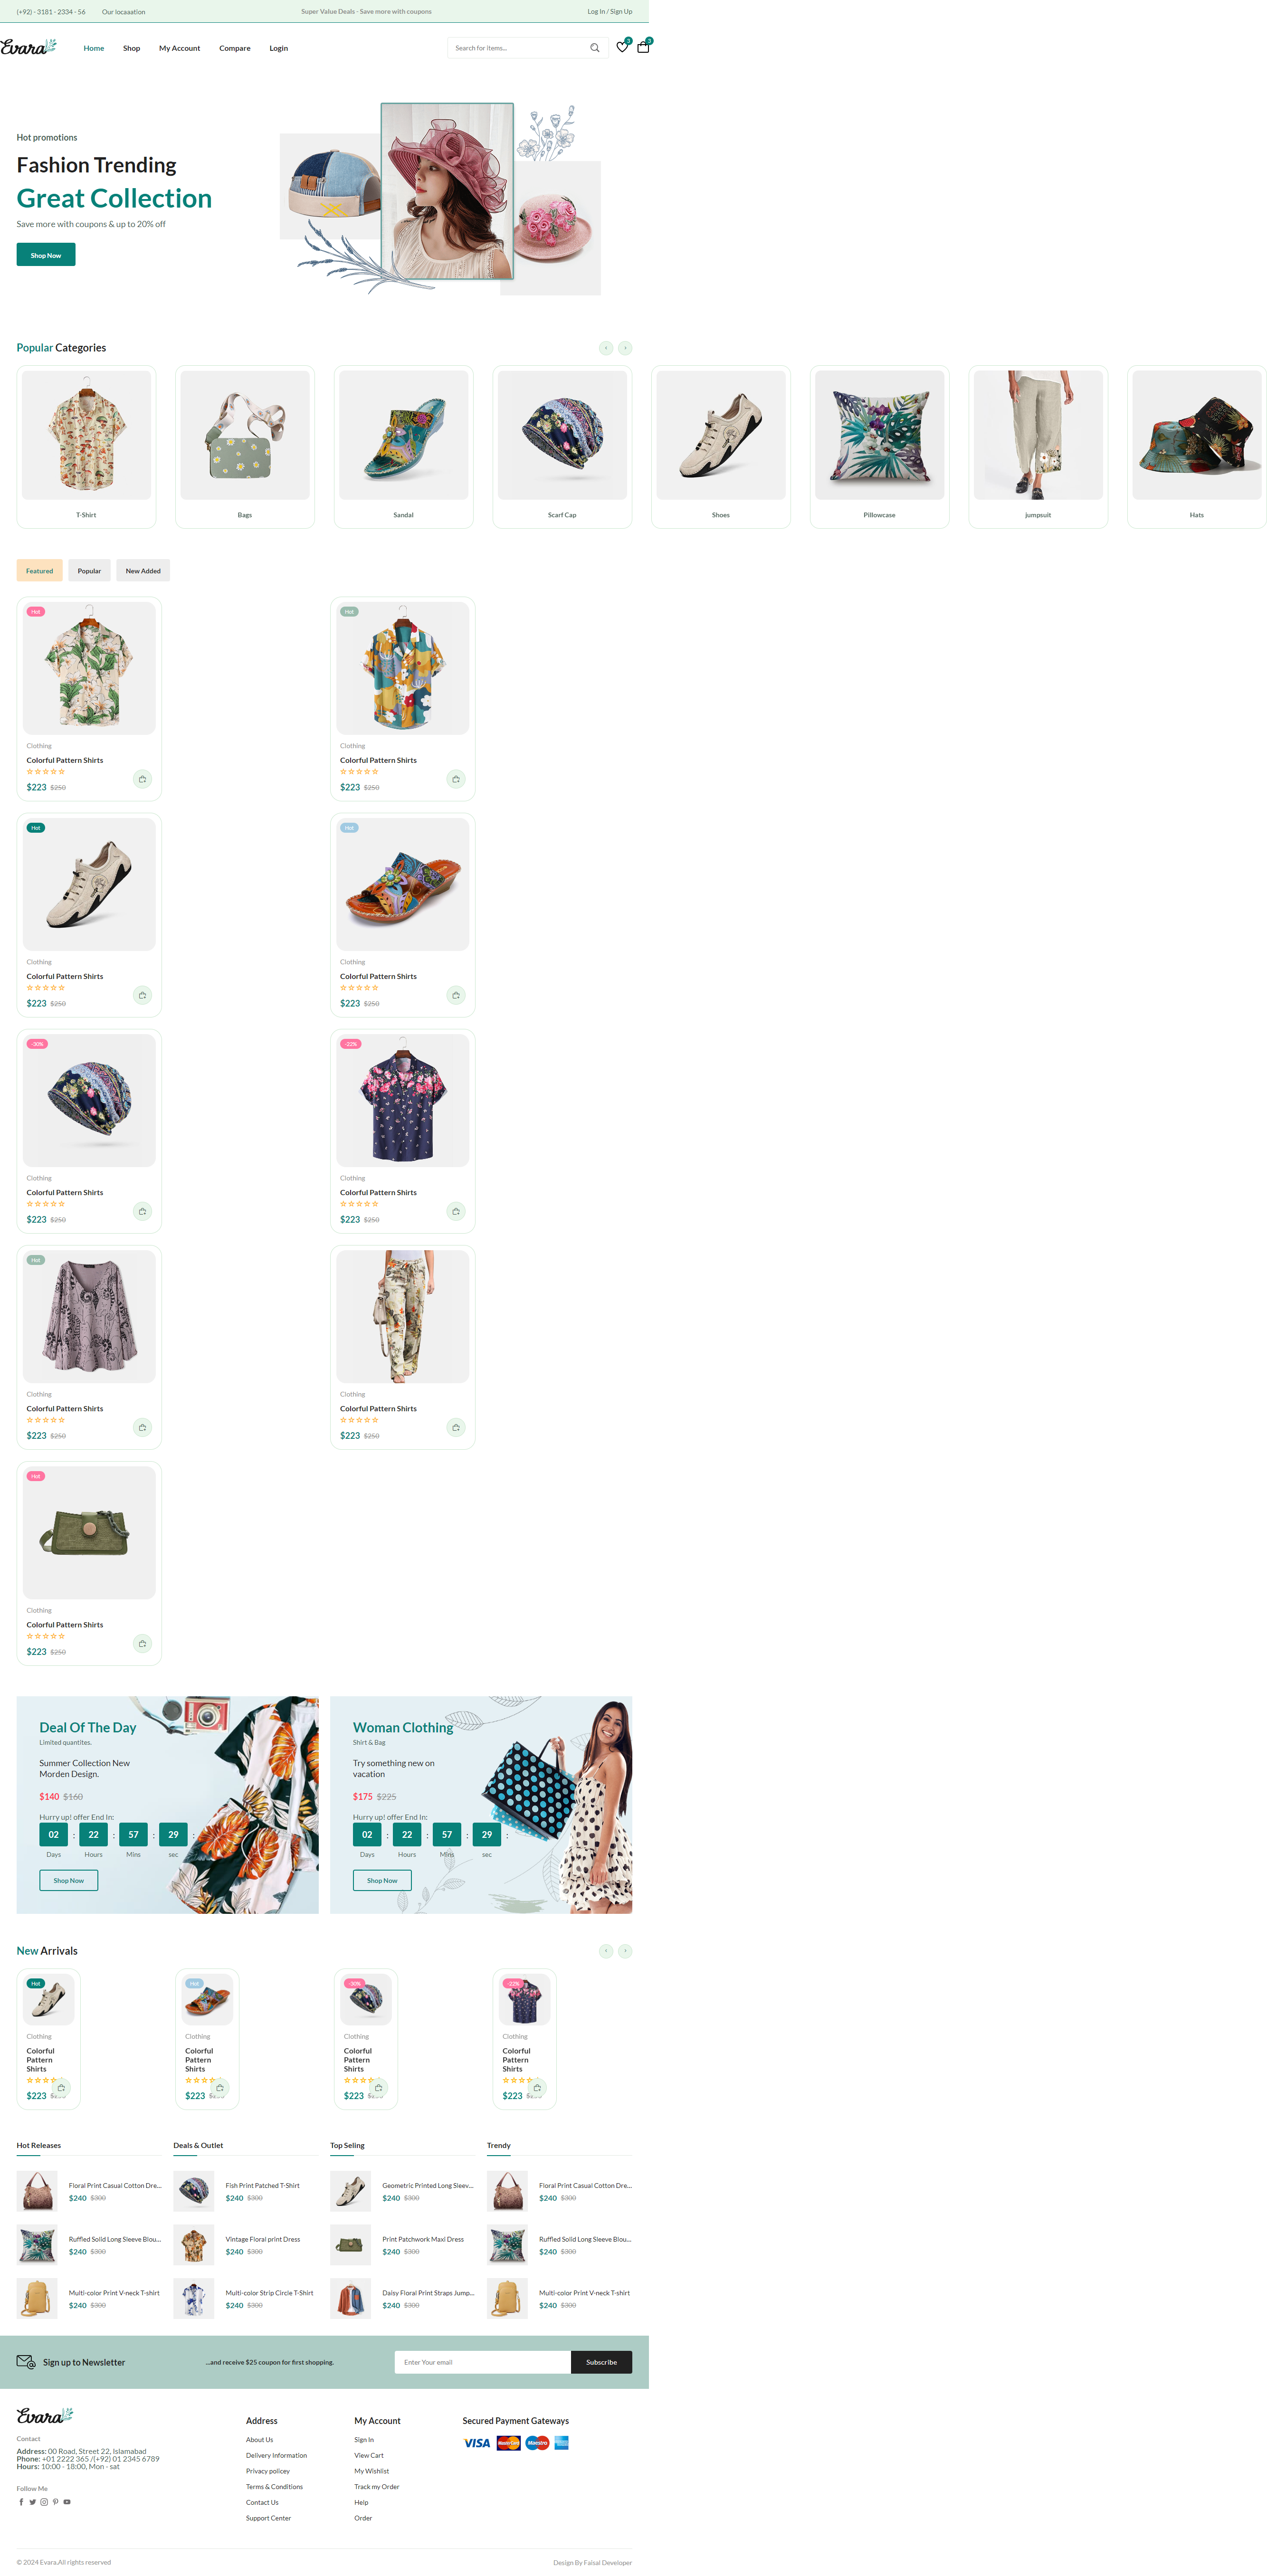 (+92) - 3181 - 2334 - 56
Our locaaation
Super Value Deals - Save more with coupons
Log In / Sign Up
Evara
Home
Shop
My Account
Compare
Login
Search for items...
3
3
Hot promotions
Fashion Trending
Great Collection
Save more with coupons & up to 20% off
Shop Now
Popular Categories
T-Shirt
Bags
Sandal
Scarf Cap
Shoes
Pillowcase
jumpsuit
Hats
Featured
Popular
New Added
Hot
Clothing
Colorful Pattern Shirts
$223 $250
Hot
Clothing
Colorful Pattern Shirts
$223 $250
Hot
Clothing
Colorful Pattern Shirts
$223 $250
Hot
Clothing
Colorful Pattern Shirts
$223 $250
-30%
Clothing
Colorful Pattern Shirts
$223 $250
-22%
Clothing
Colorful Pattern Shirts
$223 $250
Hot
Clothing
Colorful Pattern Shirts
$223 $250
Clothing
Colorful Pattern Shirts
$223 $250
Hot
Clothing
Colorful Pattern Shirts
$223 $250
Deal Of The Day
Limited quantites.
Summer Collection New
Morden Design.
$140 $160
Hurry up! offer End In:
02 : 22 : 57 : 29 :
Days Hours Mins sec
Shop Now
Woman Clothing
Shirt & Bag
Try something new on
vacation
$175 $225
Hurry up! offer End In:
02 : 22 : 57 : 29 :
Days Hours Mins sec
Shop Now
New Arrivals
Hot
Clothing
Colorful
Pattern
Shirts
$223
Hot
Clothing
Colorful
Pattern
Shirts
$223
-30%
Clothing
Colorful
Pattern
Shirts
$223
-22%
Clothing
Colorful
Pattern
Shirts
$223
Hot Releases
Floral Print Casual Cotton Dre...
$240 $300
Ruffled Solid Long Sleeve Blou...
$240 $300
Multi-color Print V-neck T-shirt
$240 $300
Deals & Outlet
Fish Print Patched T-Shirt
$240 $300
Vintage Floral print Dress
$240 $300
Multi-color Strip Circle T-Shirt
$240 $300
Top Seling
Geometric Printed Long Sleev...
$240 $300
Print Patchwork Maxi Dress
$240 $300
Daisy Floral Print Straps Jump...
$240 $300
Trendy
Floral Print Casual Cotton Dre...
$240 $300
Ruffled Solid Long Sleeve Blou...
$240 $300
Multi-color Print V-neck T-shirt
$240 $300
Sign up to Newsletter
...and receive $25 coupon for first shopping.
Enter Your email
Subscribe
Evara
Contact
Address: 00 Road, Street 22, Islamabad
Phone: +01 2222 365 /(+92) 01 2345 6789
Hours: 10:00 - 18:00, Mon - sat
Follow Me
Address
About Us
Delivery Information
Privacy policey
Terms & Conditions
Contact Us
Support Center
My Account
Sign In
View Cart
My Wishlist
Track my Order
Help
Order
Secured Payment Gateways
VISA
MasterCard
Maestro
© 2024 Evara.All rights reserved
Design By Faisal Developer